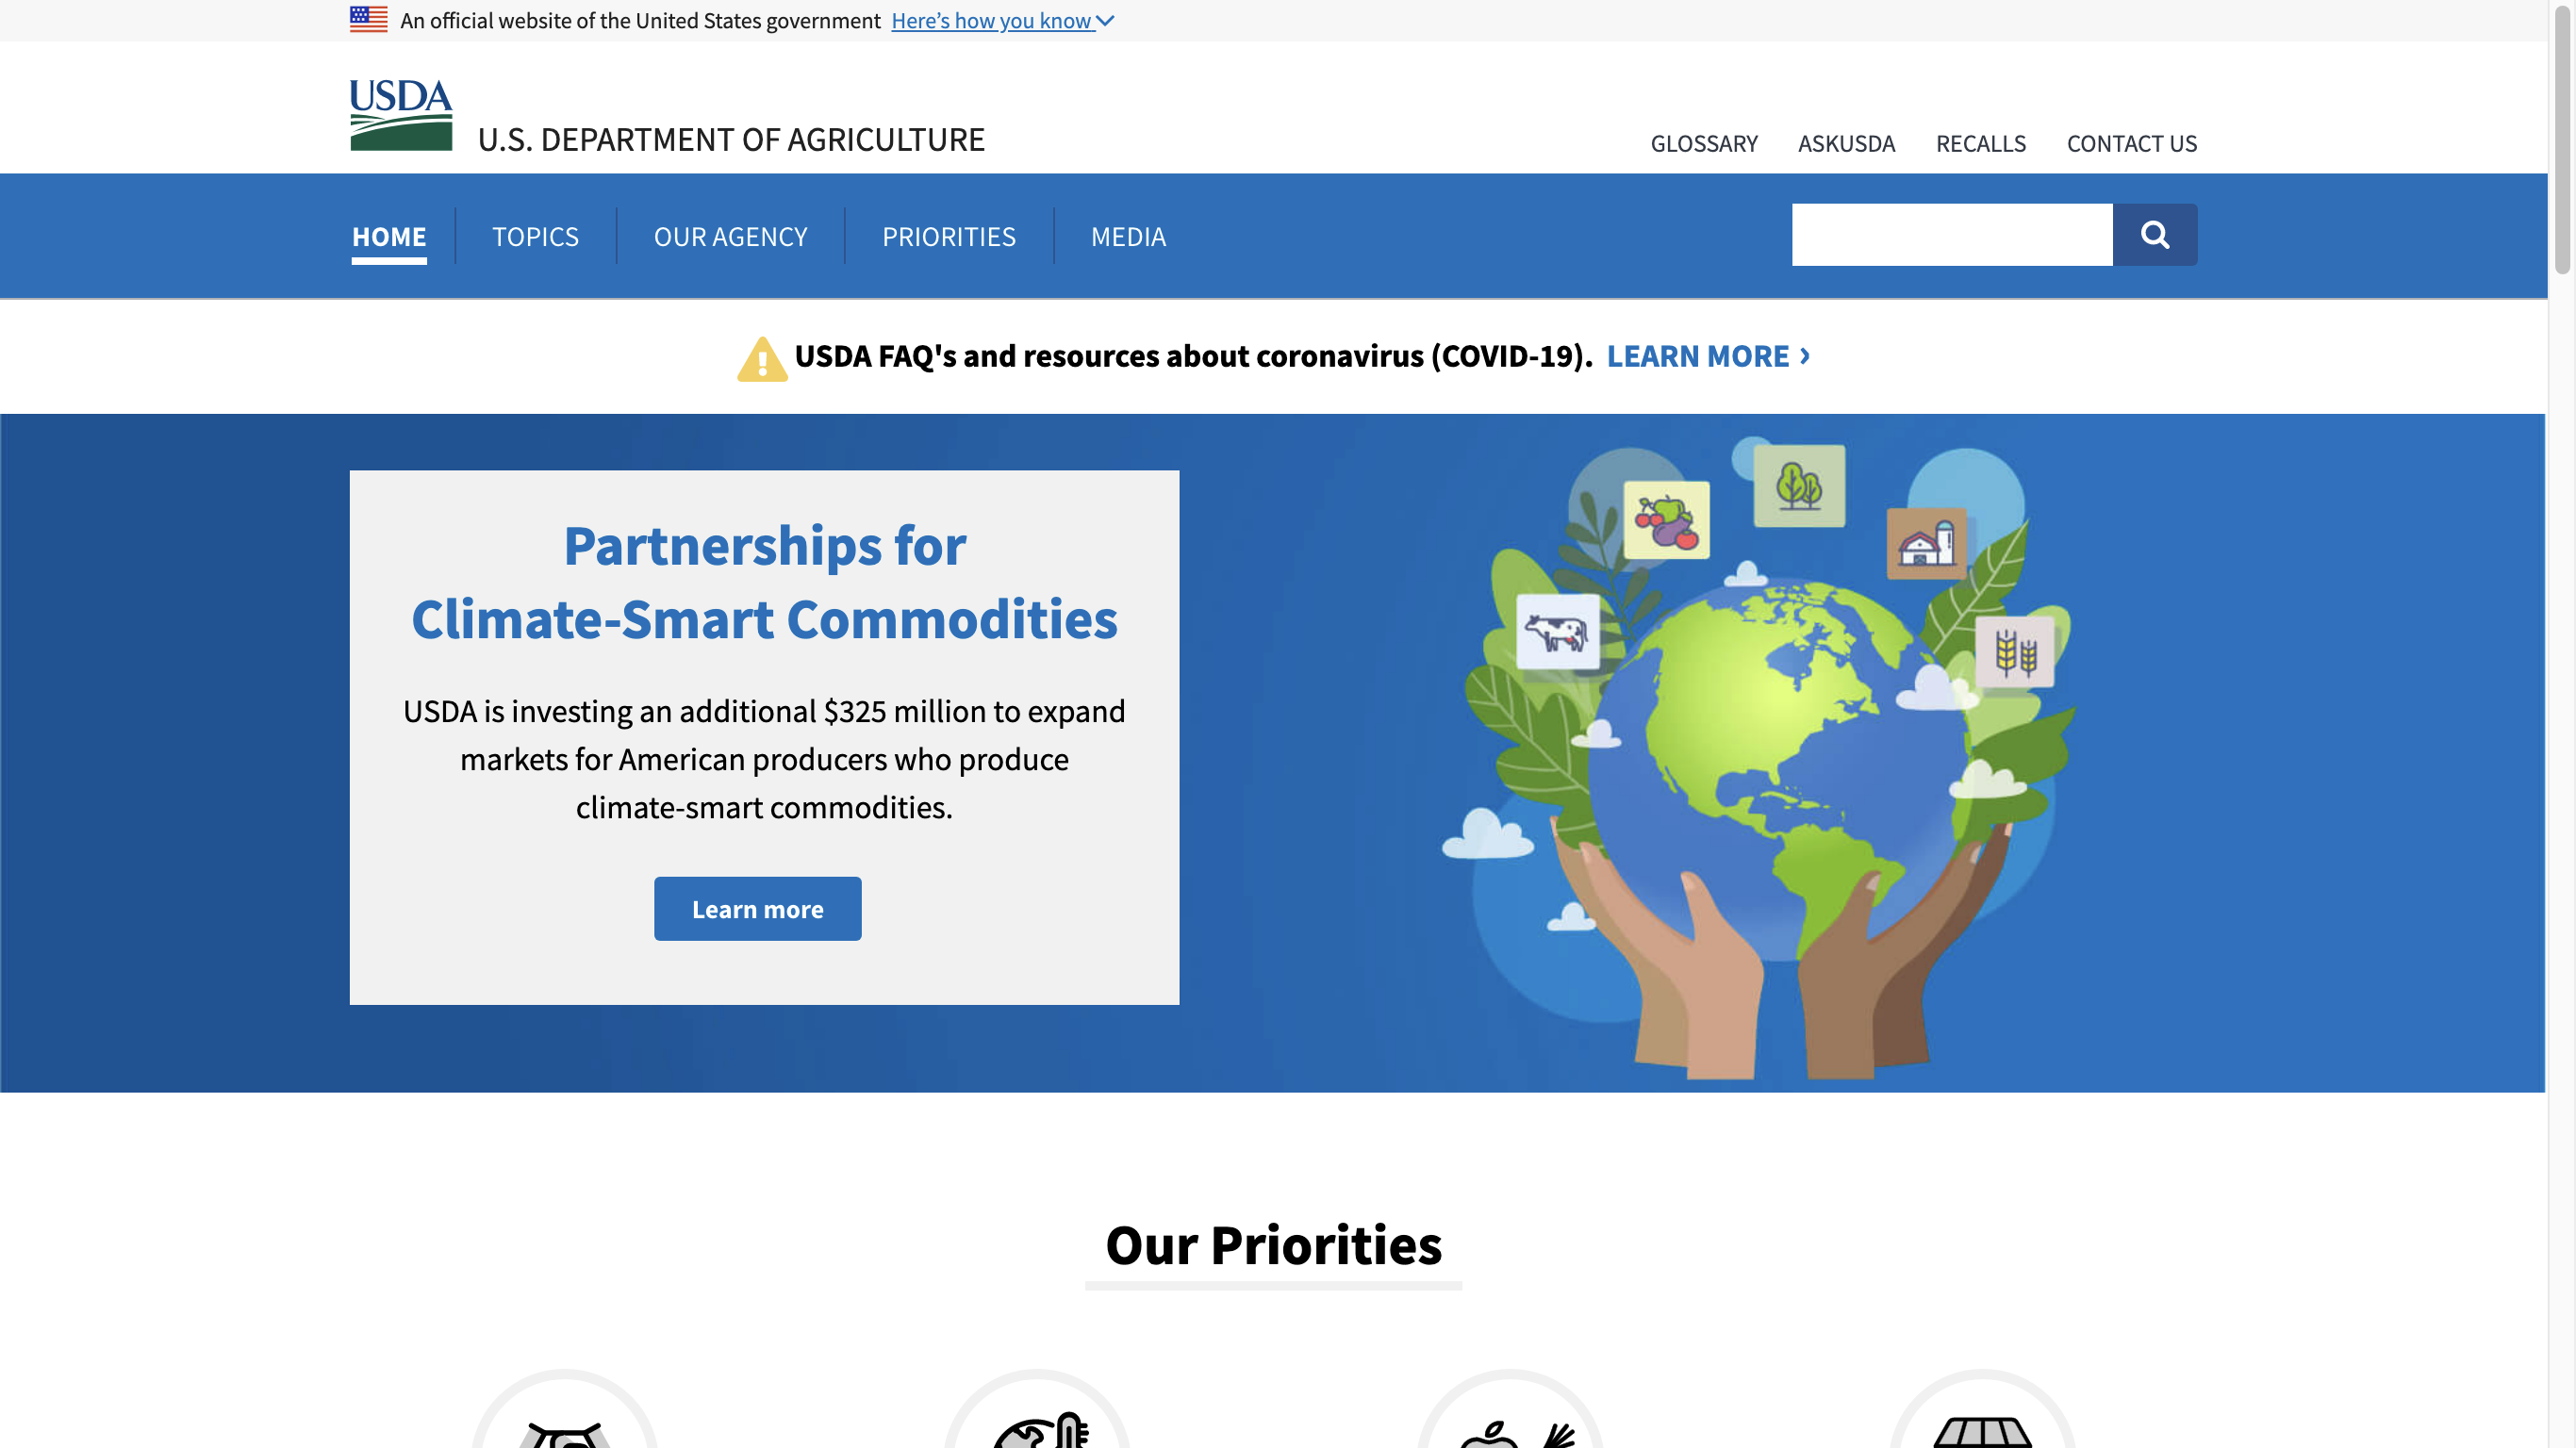 An official website of the United States government Here’s how you know
USDA
U.S. DEPARTMENT OF AGRICULTURE
GLOSSARY ASKUSDA RECALLS CONTACT US
HOME TOPICS OUR AGENCY PRIORITIES MEDIA
USDA FAQ's and resources about coronavirus (COVID-19). LEARN MORE ›
Partnerships for
Climate-Smart Commodities
USDA is investing an additional $325 million to expand
markets for American producers who produce
climate-smart commodities.
Learn more
Our Priorities